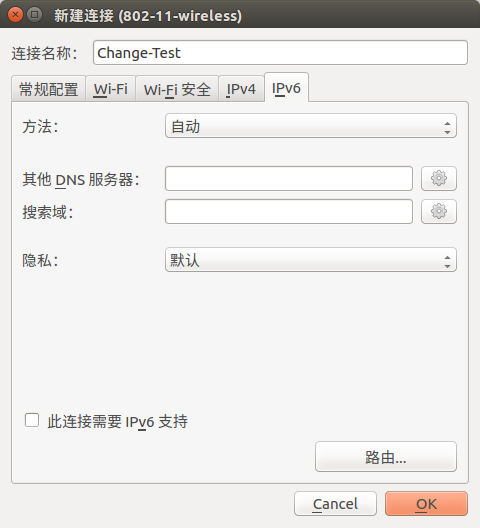 新建连接 (802-11-wireless)
连接名称: Change-Test
常规配置 Wi-Fi Wi-Fi 安全 IPv4 IPv6
方法: 自动
其他 DNS 服务器:
搜索域:
隐私: 默认
此连接需要 IPv6 支持
路由...
Cancel OK